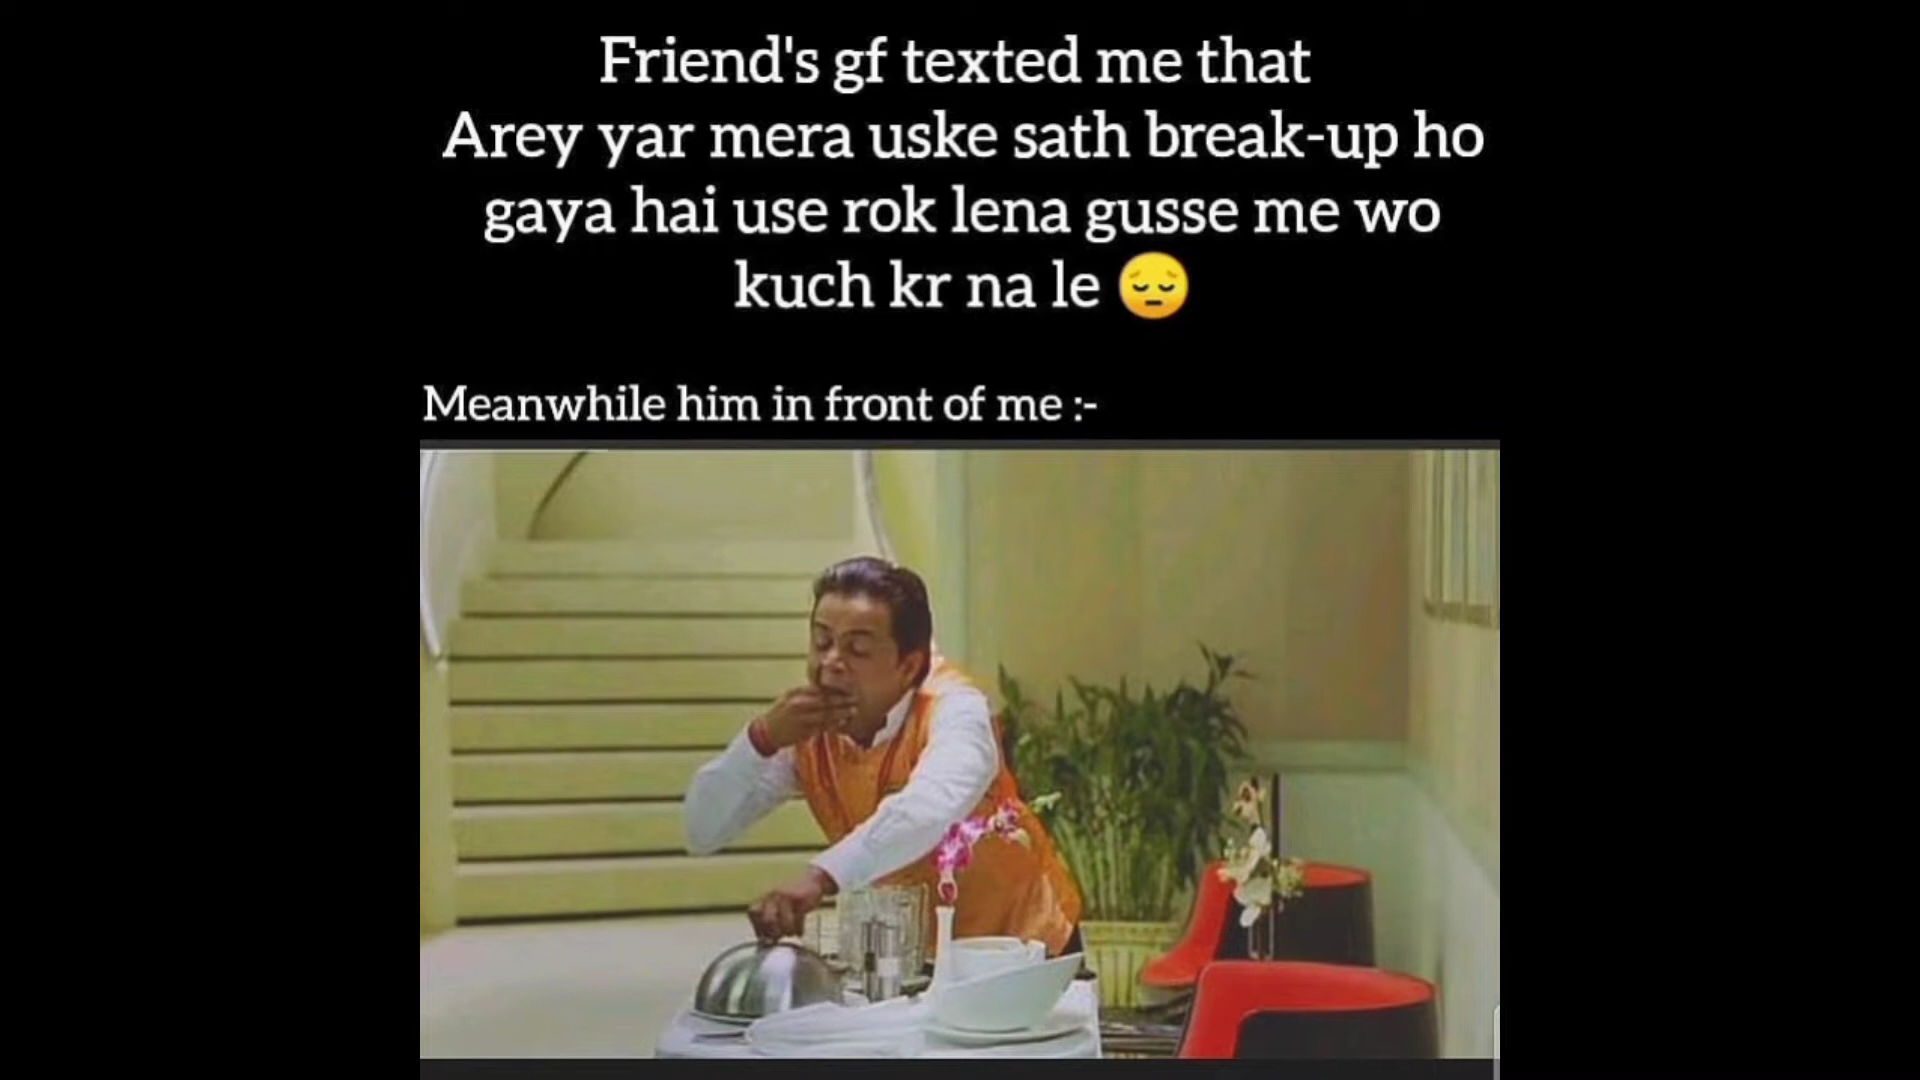 Friend's gf texted me that
Arey yar mera uske sath break-up ho
gaya hai use rok lena gusse me wo
kuch kr na le 😔
Meanwhile him in front of me :-